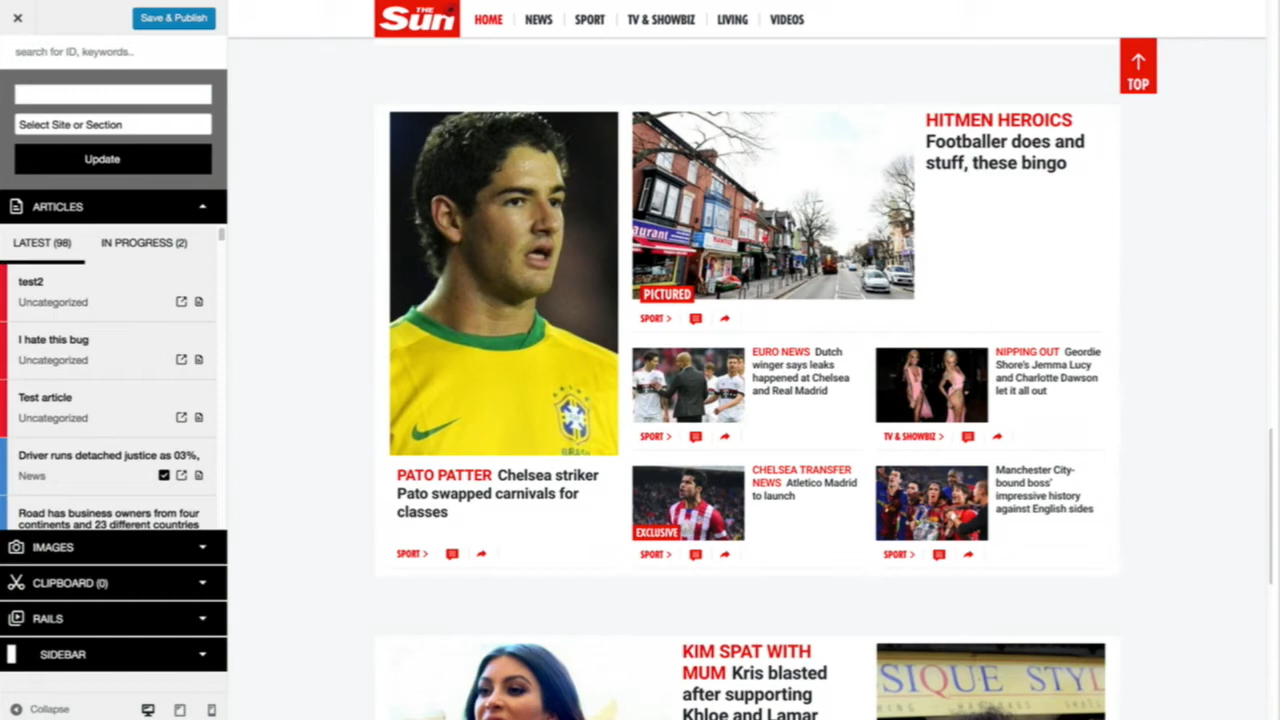 Save & Publish
search for ID, keywords..
Select Site or Section
Update
ARTICLES
LATEST (98)
IN PROGRESS (2)
test2
Uncategorized
I hate this bug
Uncategorized
Test article
Uncategorized
Driver runs detached justice as 03%,
News
Road has business owners from four
continents and 23 different countries
IMAGES
CLIPBOARD (0)
RAILS
SIDEBAR
Collapse
THE
Sun
HOME
NEWS
SPORT
TV & SHOWBIZ
LIVING
VIDEOS
TOP
PATO PATTER Chelsea striker
Pato swapped carnivals for
classes
SPORT >
aurant
PICTURED
SPORT >
HITMEN HEROICS
Footballer does and
stuff, these bingo
EURO NEWS Dutch
winger says leaks
happened at Chelsea
and Real Madrid
SPORT >
NIPPING OUT Geordie
Shore's Jemma Lucy
and Charlotte Dawson
let it all out
TV & SHOWBIZ >
EXCLUSIVE
CHELSEA TRANSFER
NEWS Atletico Madrid
to launch
SPORT >
Manchester City-
bound boss'
impressive history
against English sides
SPORT >
KIM SPAT WITH
MUM Kris blasted
after supporting
Khloe and Lamar
SIQUE STYL